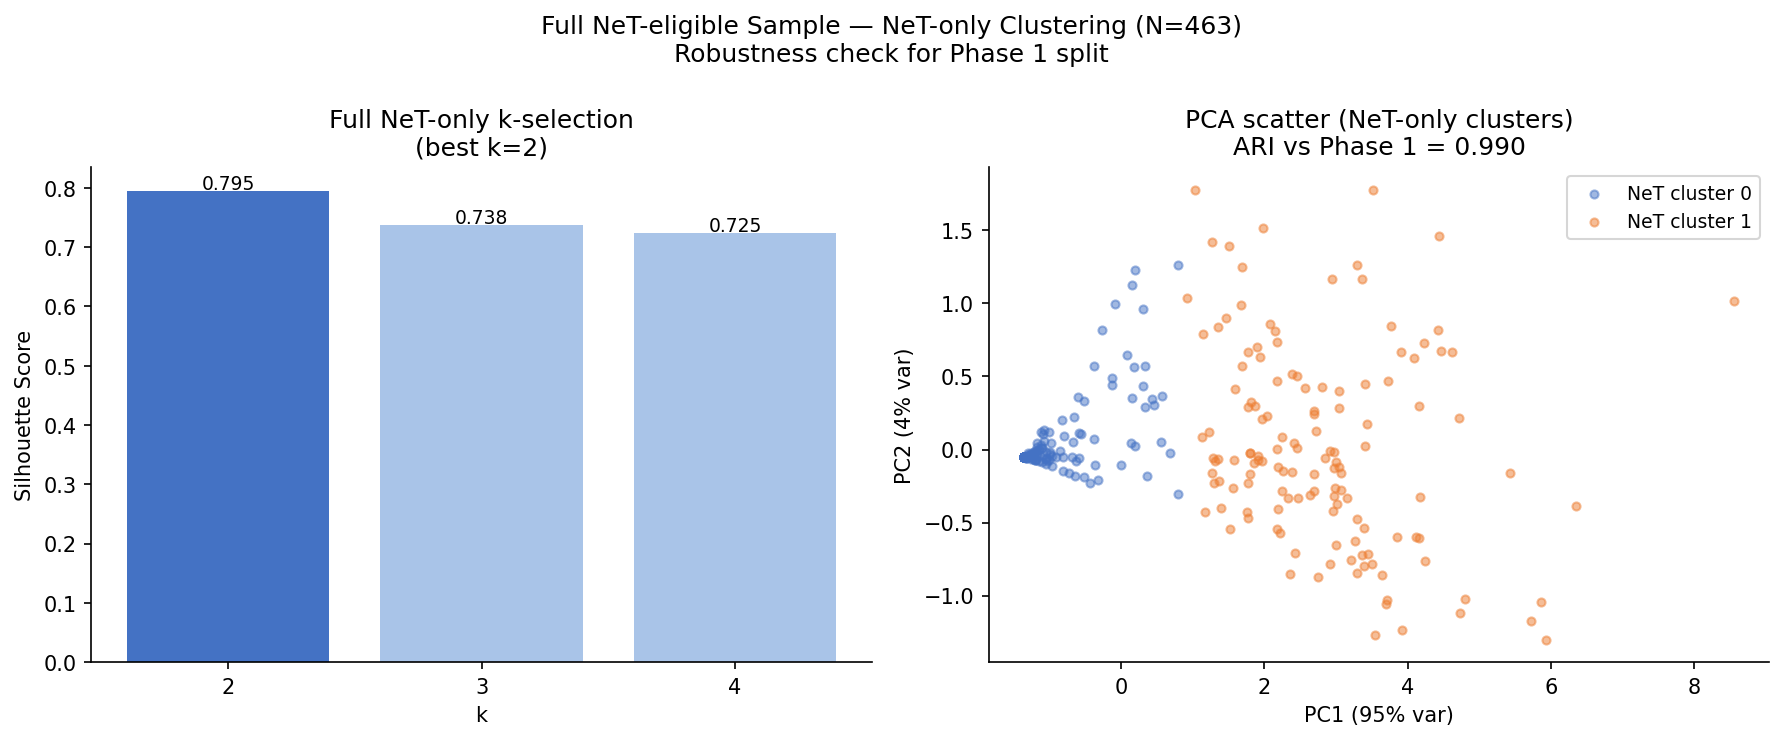 Full NeT-eligible Sample — NeT-only Clustering (N=463)
Robustness check for Phase 1 split
Full NeT-only k-selection
(best k=2)
Silhouette Score
0.8
0.7
0.6
0.5
0.4
0.3
0.2
0.1
0.0
0.795
0.738
0.725
2
3
4
k
PCA scatter (NeT-only clusters)
ARI vs Phase 1 = 0.990
NeT cluster 0
NeT cluster 1
PC2 (4% var)
1.5
1.0
0.5
0.0
−0.5
−1.0
0
2
4
6
8
PC1 (95% var)